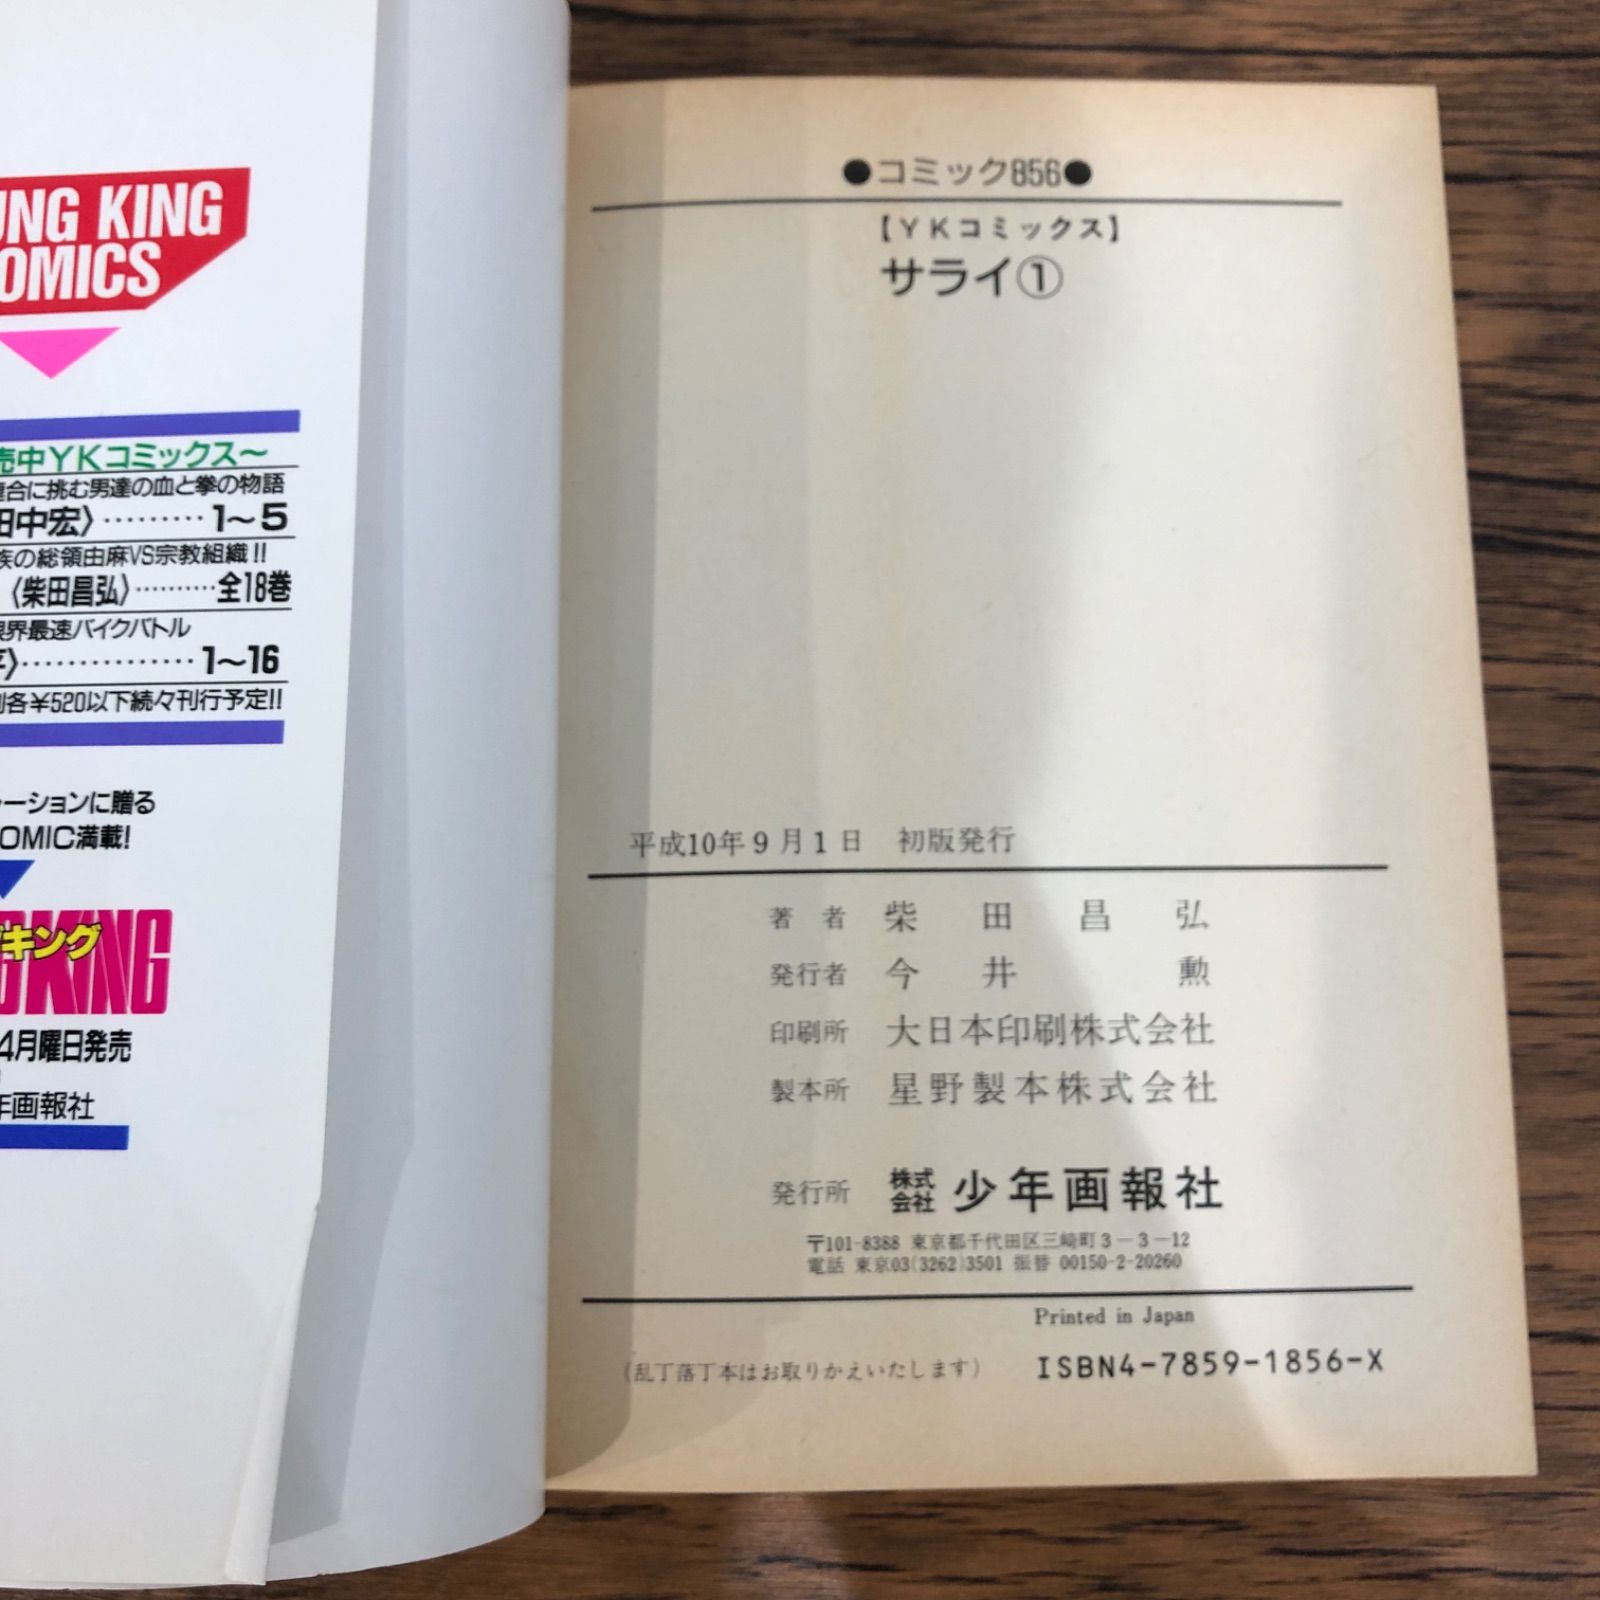 UNG KING
OMICS
売中YKコミックス〜
連合に挑む男達の血と拳の物語
田中宏〉………1〜5
族の総領由麻VS宗教組織!!
〈柴田昌弘〉………全18巻
限界最速バイクバトル
〉……………1〜16
各￥520以下続々刊行予定!!
ーションに贈る
OMIC満載!
キング
GKING
4月曜日発売
年画報社
●コミック856●
【YKコミックス】
サライ①
平成10年9月1日 初版発行
著者 柴田昌弘
発行者 今井勲
印刷所 大日本印刷株式会社
製本所 星野製本株式会社
発行所 株式会社 少年画報社
〒101-8388 東京都千代田区三崎町3－3－12
電話 東京03(3262)3501 振替 00150-2-20260
Printed in Japan
(乱丁落丁本はお取りかえいたします) ISBN4-7859-1856-X